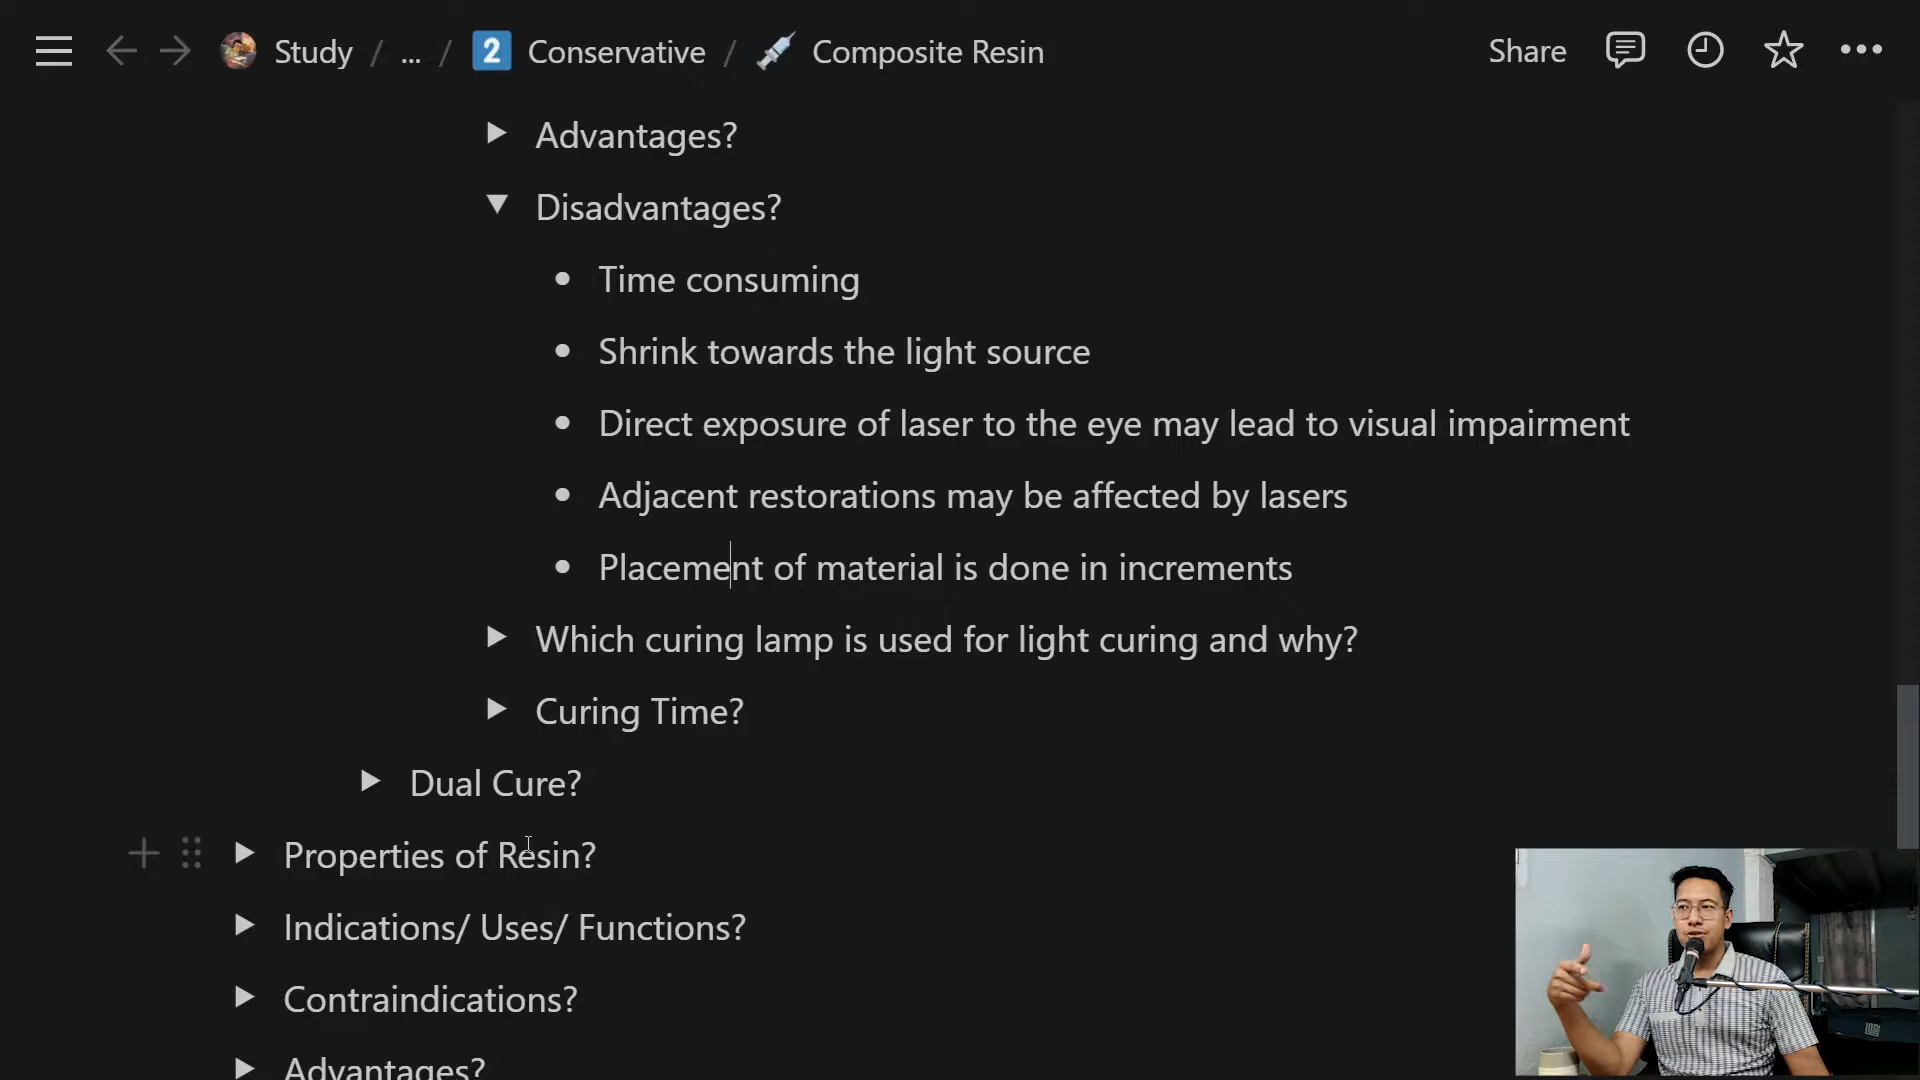 Study / ... / 2 Conservative / Composite Resin
Share
Advantages?
Disadvantages?
Time consuming
Shrink towards the light source
Direct exposure of laser to the eye may lead to visual impairment
Adjacent restorations may be affected by lasers
Placement of material is done in increments
Which curing lamp is used for light curing and why?
Curing Time?
Dual Cure?
Properties of Resin?
Indications/ Uses/ Functions?
Contraindications?
Advantages?